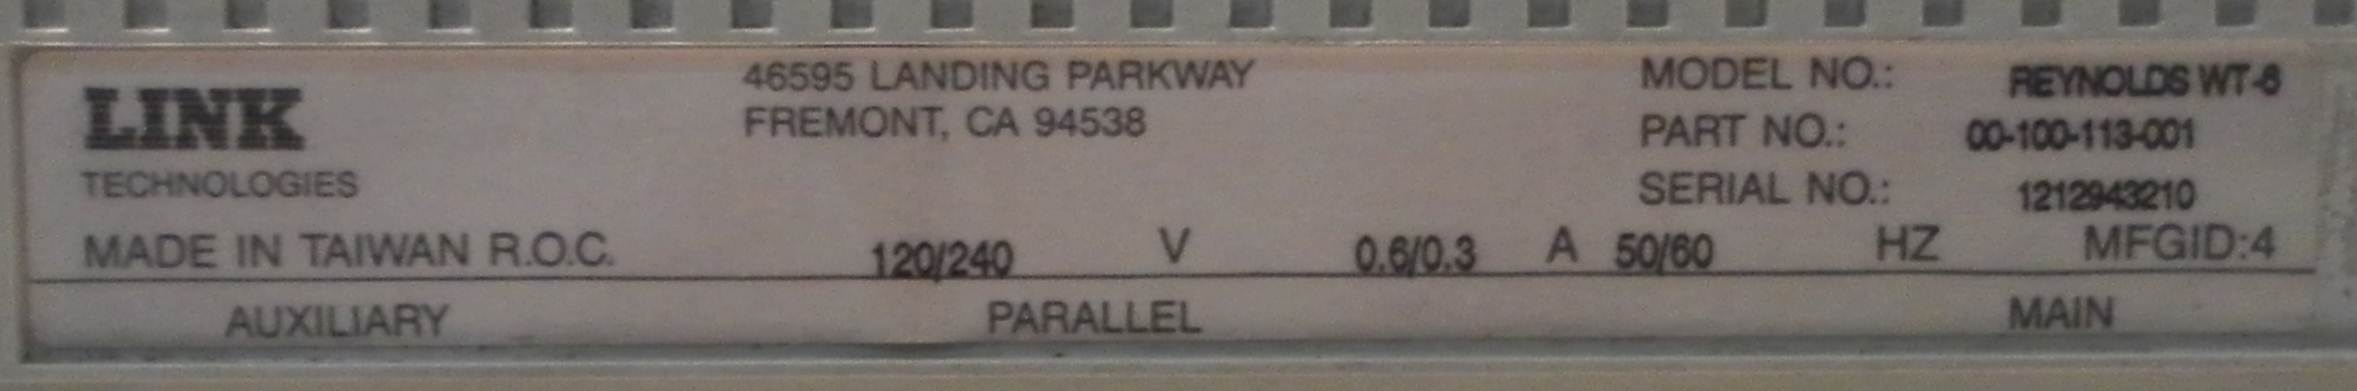 LINK
TECHNOLOGIES
46595 LANDING PARKWAY
FREMONT, CA 94538
MODEL NO.: REYNOLDS WT-6
PART NO.: 00-100-113-001
SERIAL NO.: 1212943210
MADE IN TAIWAN R.O.C. 120/240 V 0.6/0.3 A 50/60 HZ MFGID:4
AUXILIARY PARALLEL MAIN